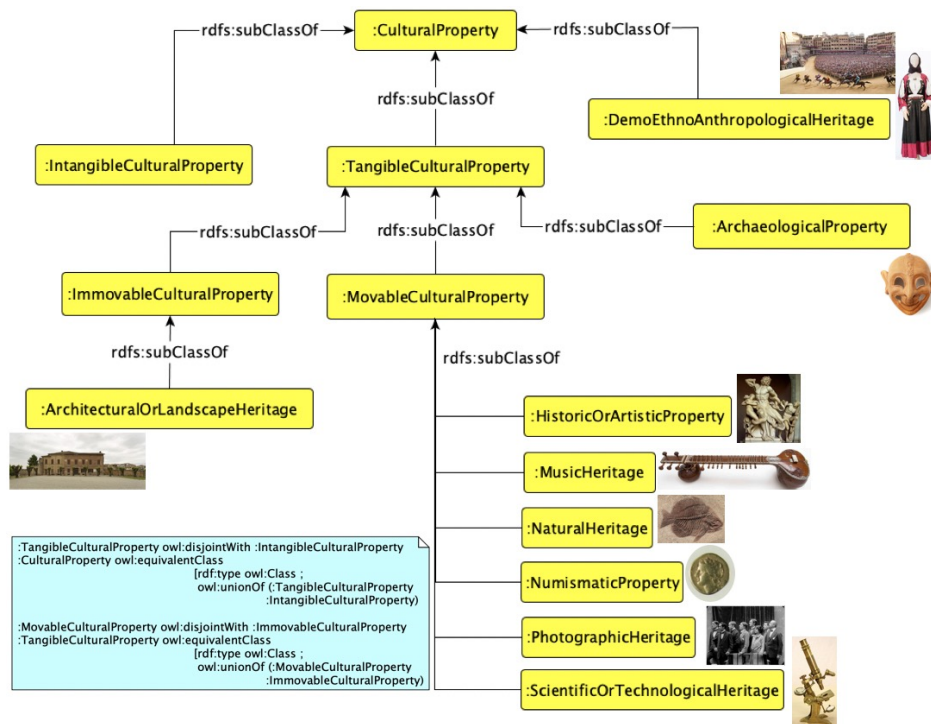 :CulturalProperty
rdfs:subClassOf
rdfs:subClassOf
rdfs:subClassOf
:DemoEthnoAnthropologicalHeritage
:IntangibleCulturalProperty
:TangibleCulturalProperty
rdfs:subClassOf
rdfs:subClassOf
rdfs:subClassOf
:ArchaeologicalProperty
:ImmovableCulturalProperty
:MovableCulturalProperty
rdfs:subClassOf
rdfs:subClassOf
:ArchitecturalOrLandscapeHeritage
:HistoricOrArtisticProperty
:MusicHeritage
:NaturalHeritage
:NumismaticProperty
:PhotographicHeritage
:ScientificOrTechnologicalHeritage
:TangibleCulturalProperty owl:disjointWith :IntangibleCulturalProperty
:CulturalProperty owl:equivalentClass
[rdf:type owl:Class ;
owl:unionOf (:TangibleCulturalProperty
:IntangibleCulturalProperty)
:MovableCulturalProperty owl:disjointWith :ImmovableCulturalProperty
:TangibleCulturalProperty owl:equivalentClass
[rdf:type owl:Class ;
owl:unionOf (:MovableCulturalProperty
:ImmovableCulturalProperty)